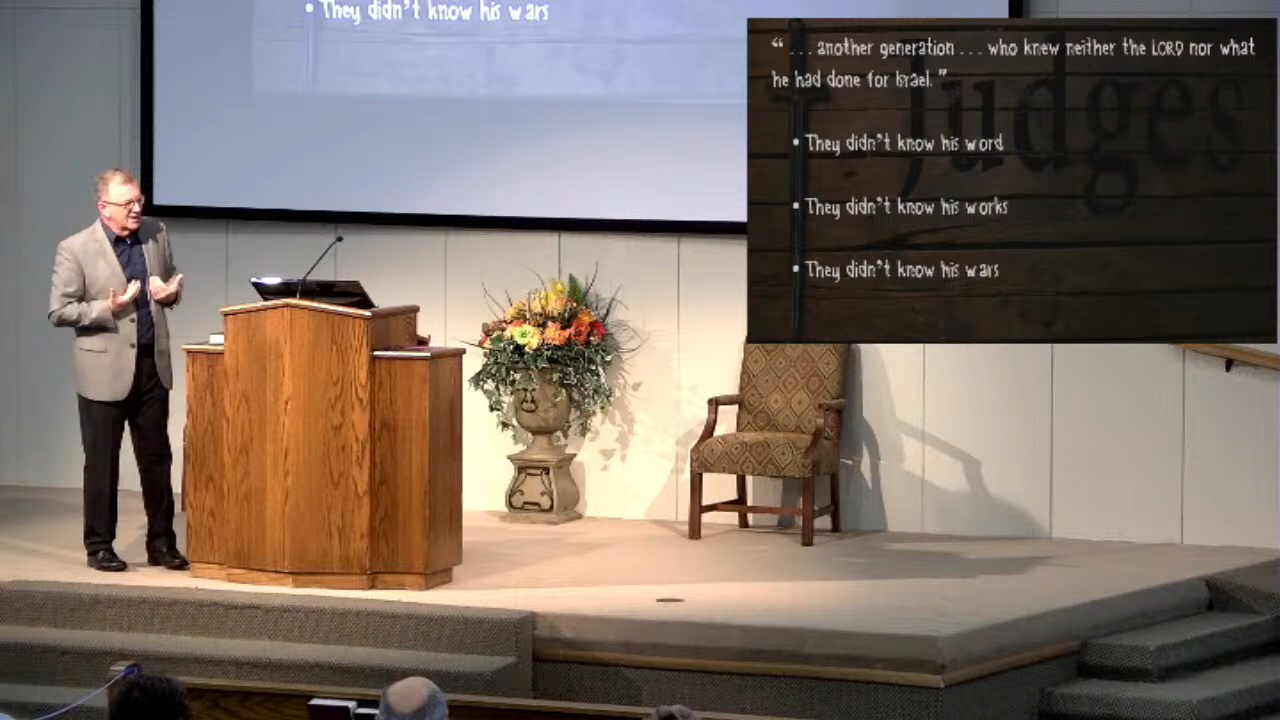 • They didn't know his wars
“ . . . another generation . . . who knew neither the LORD nor what
he had done for Israel. ”
Judges
• They didn't know his word
• They didn't know his works
• They didn't know his wars